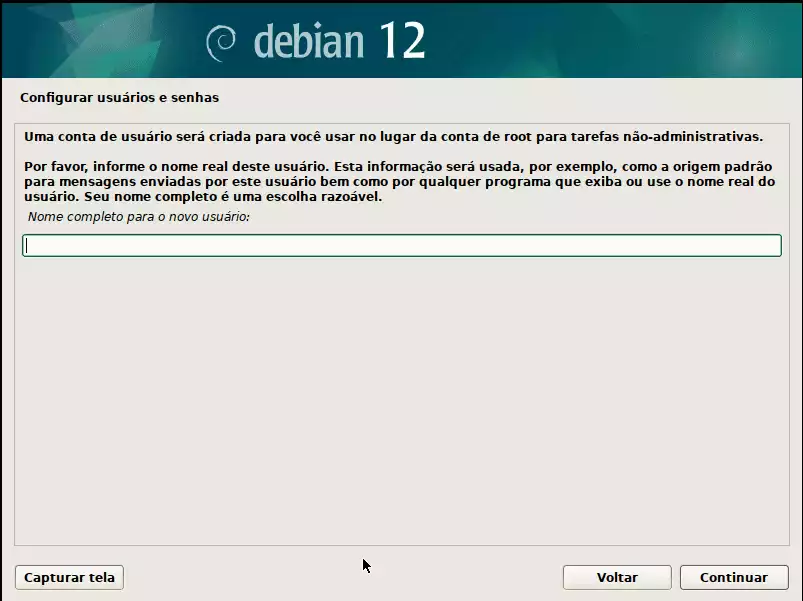 debian 12
Configurar usuários e senhas
Uma conta de usuário será criada para você usar no lugar da conta de root para tarefas não-administrativas.
Por favor, informe o nome real deste usuário. Esta informação será usada, por exemplo, como a origem padrão
para mensagens enviadas por este usuário bem como por qualquer programa que exiba ou use o nome real do
usuário. Seu nome completo é uma escolha razoável.
Nome completo para o novo usuário:
Capturar tela
Voltar
Continuar